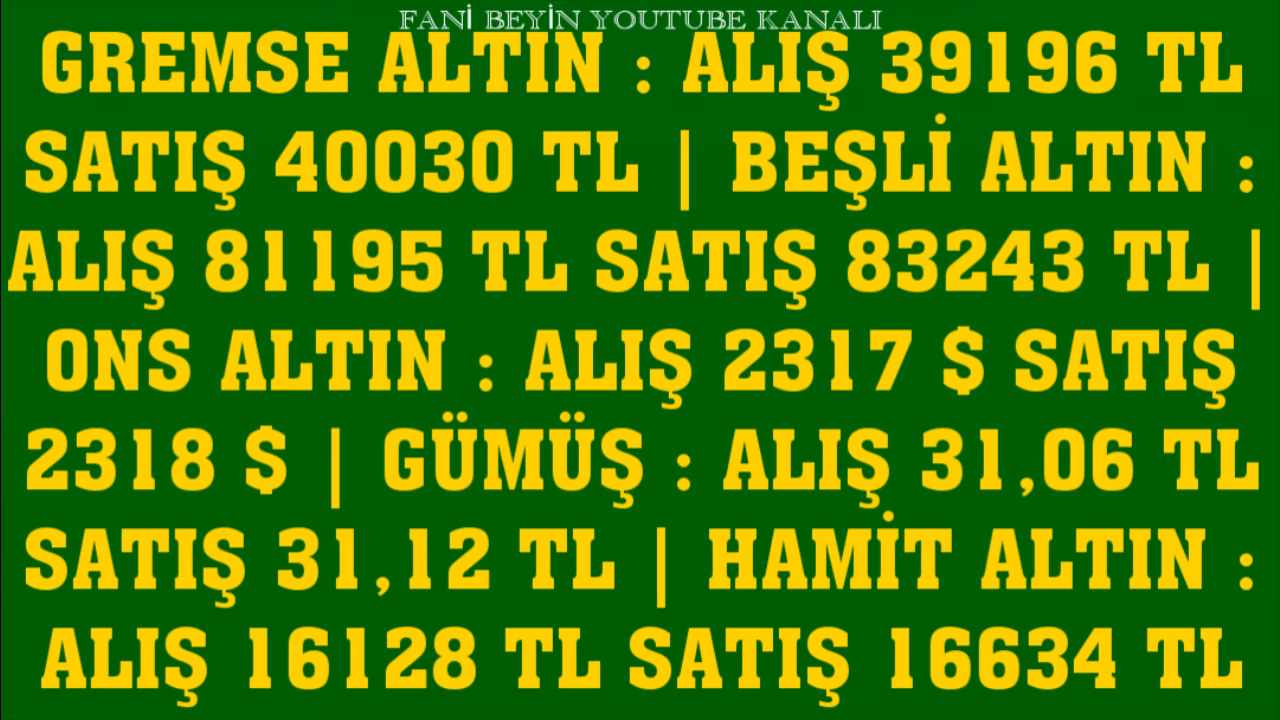 FANİ BEYİN YOUTUBE KANALI
GREMSE ALTIN : ALIŞ 39196 TL
SATIŞ 40030 TL | BEŞLİ ALTIN :
ALIŞ 81195 TL SATIŞ 83243 TL |
ONS ALTIN : ALIŞ 2317 $ SATIŞ
2318 $ | GÜMÜŞ : ALIŞ 31,06 TL
SATIŞ 31,12 TL | HAMİT ALTIN :
ALIŞ 16128 TL SATIŞ 16634 TL